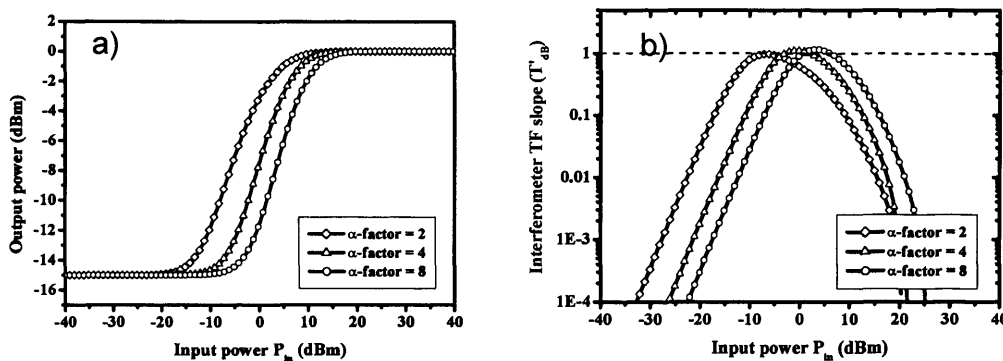 a)
2
0
-2
-4
-6
-8
-10
-12
-14
-16
Output power (dBm)
α-factor = 2
α-factor = 4
α-factor = 8
-40 -30 -20 -10 0 10 20 30 40
Input power P_in (dBm)
b)
1
0.1
0.01
1E-3
1E-4
Interferometer TF slope (T'_dB)
α-factor = 2
α-factor = 4
α-factor = 8
-40 -30 -20 -10 0 10 20 30 40
Input power P_in (dBm)